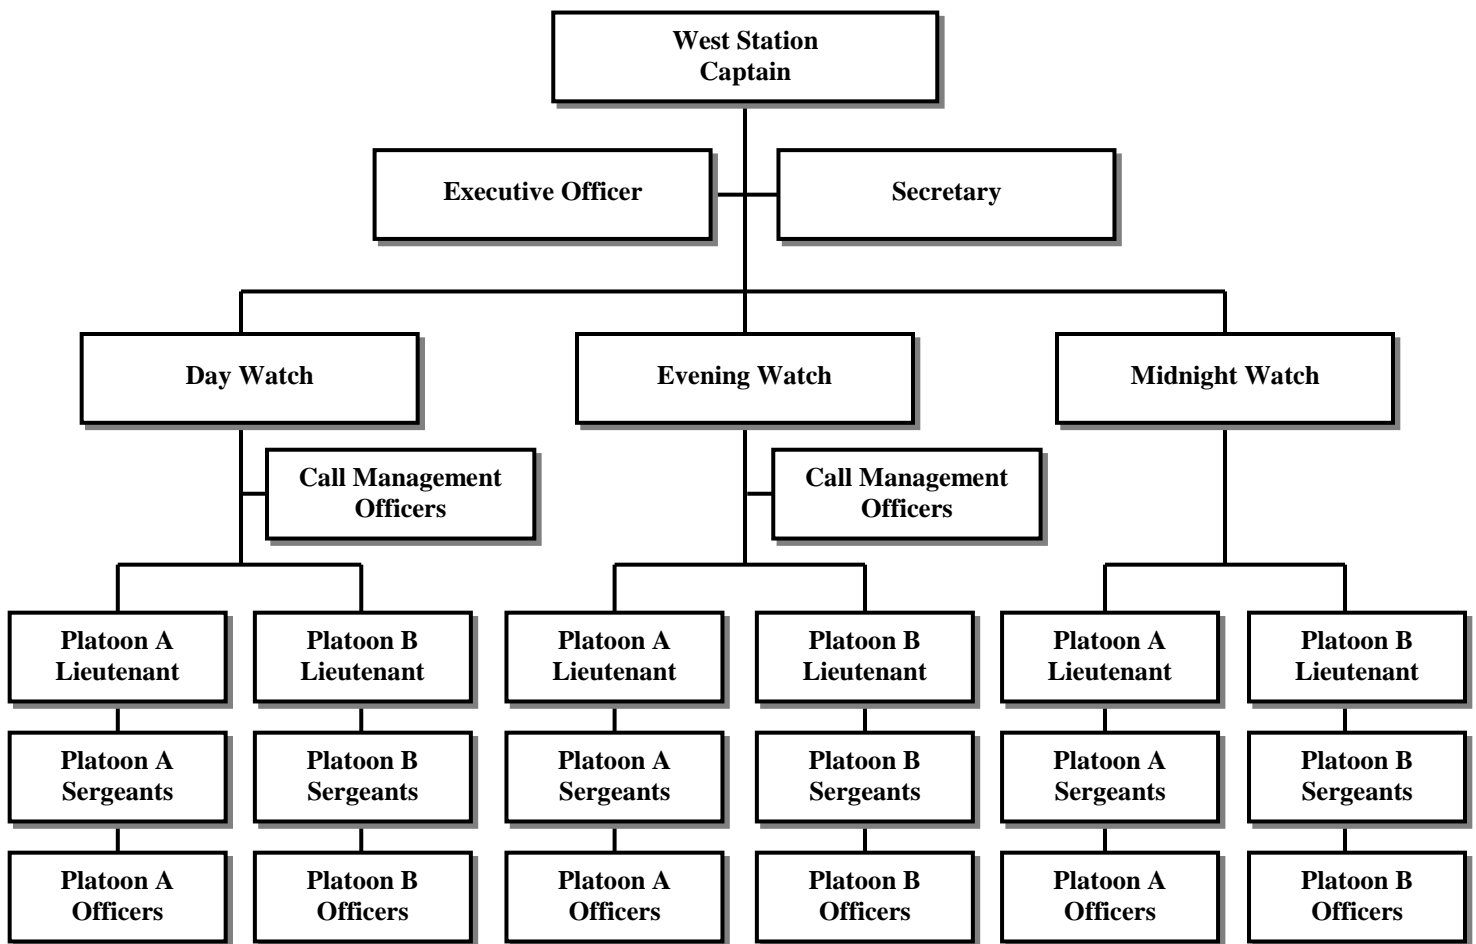 West Station
Captain
Executive Officer
Secretary
Day Watch
Evening Watch
Midnight Watch
Call Management
Officers
Call Management
Officers
Platoon A
Lieutenant
Platoon B
Lieutenant
Platoon A
Lieutenant
Platoon B
Lieutenant
Platoon A
Lieutenant
Platoon B
Lieutenant
Platoon A
Sergeants
Platoon B
Sergeants
Platoon A
Sergeants
Platoon B
Sergeants
Platoon A
Sergeants
Platoon B
Sergeants
Platoon A
Officers
Platoon B
Officers
Platoon A
Officers
Platoon B
Officers
Platoon A
Officers
Platoon B
Officers